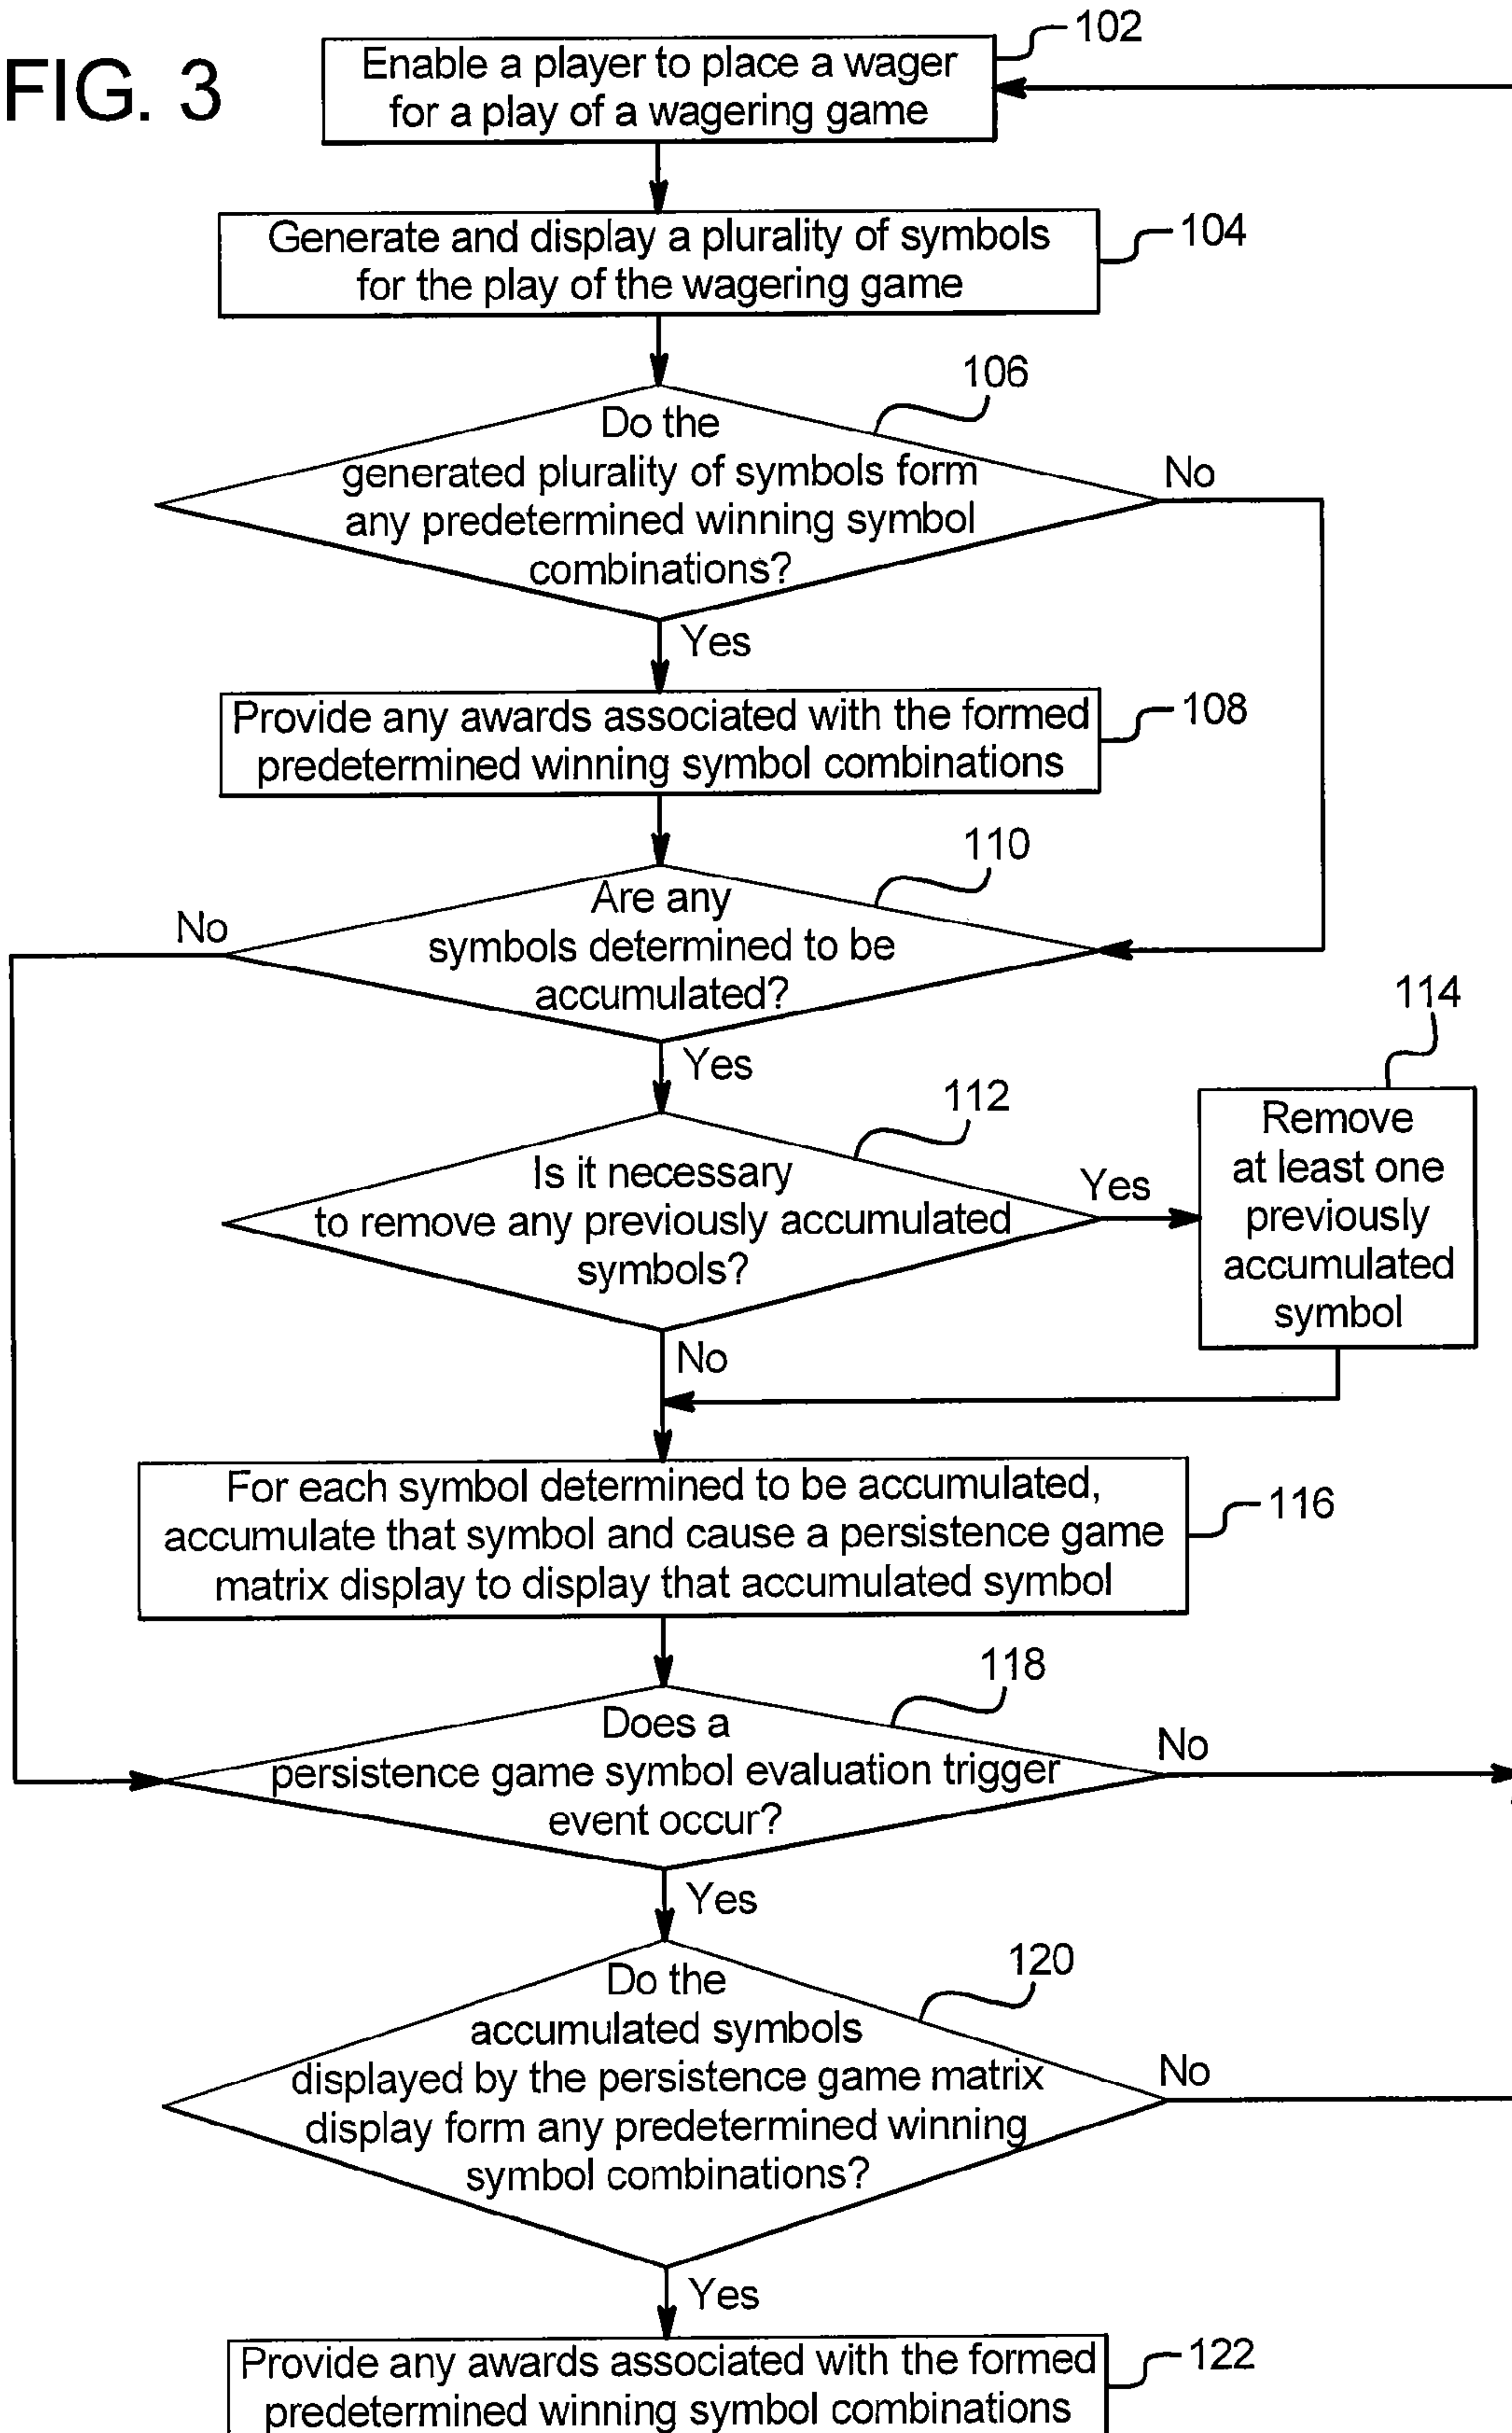 FIG. 3
102
Enable a player to place a wager
for a play of a wagering game
104
Generate and display a plurality of symbols
for the play of the wagering game
106
Do the
generated plurality of symbols form
any predetermined winning symbol
combinations?
No
Yes
108
Provide any awards associated with the formed
predetermined winning symbol combinations
110
Are any
symbols determined to be
accumulated?
No
Yes
112
Is it necessary
to remove any previously accumulated
symbols?
Yes
No
114
Remove
at least one
previously
accumulated
symbol
116
For each symbol determined to be accumulated,
accumulate that symbol and cause a persistence game
matrix display to display that accumulated symbol
118
Does a
persistence game symbol evaluation trigger
event occur?
No
Yes
120
Do the
accumulated symbols
displayed by the persistence game matrix
display form any predetermined winning
symbol combinations?
No
Yes
122
Provide any awards associated with the formed
predetermined winning symbol combinations